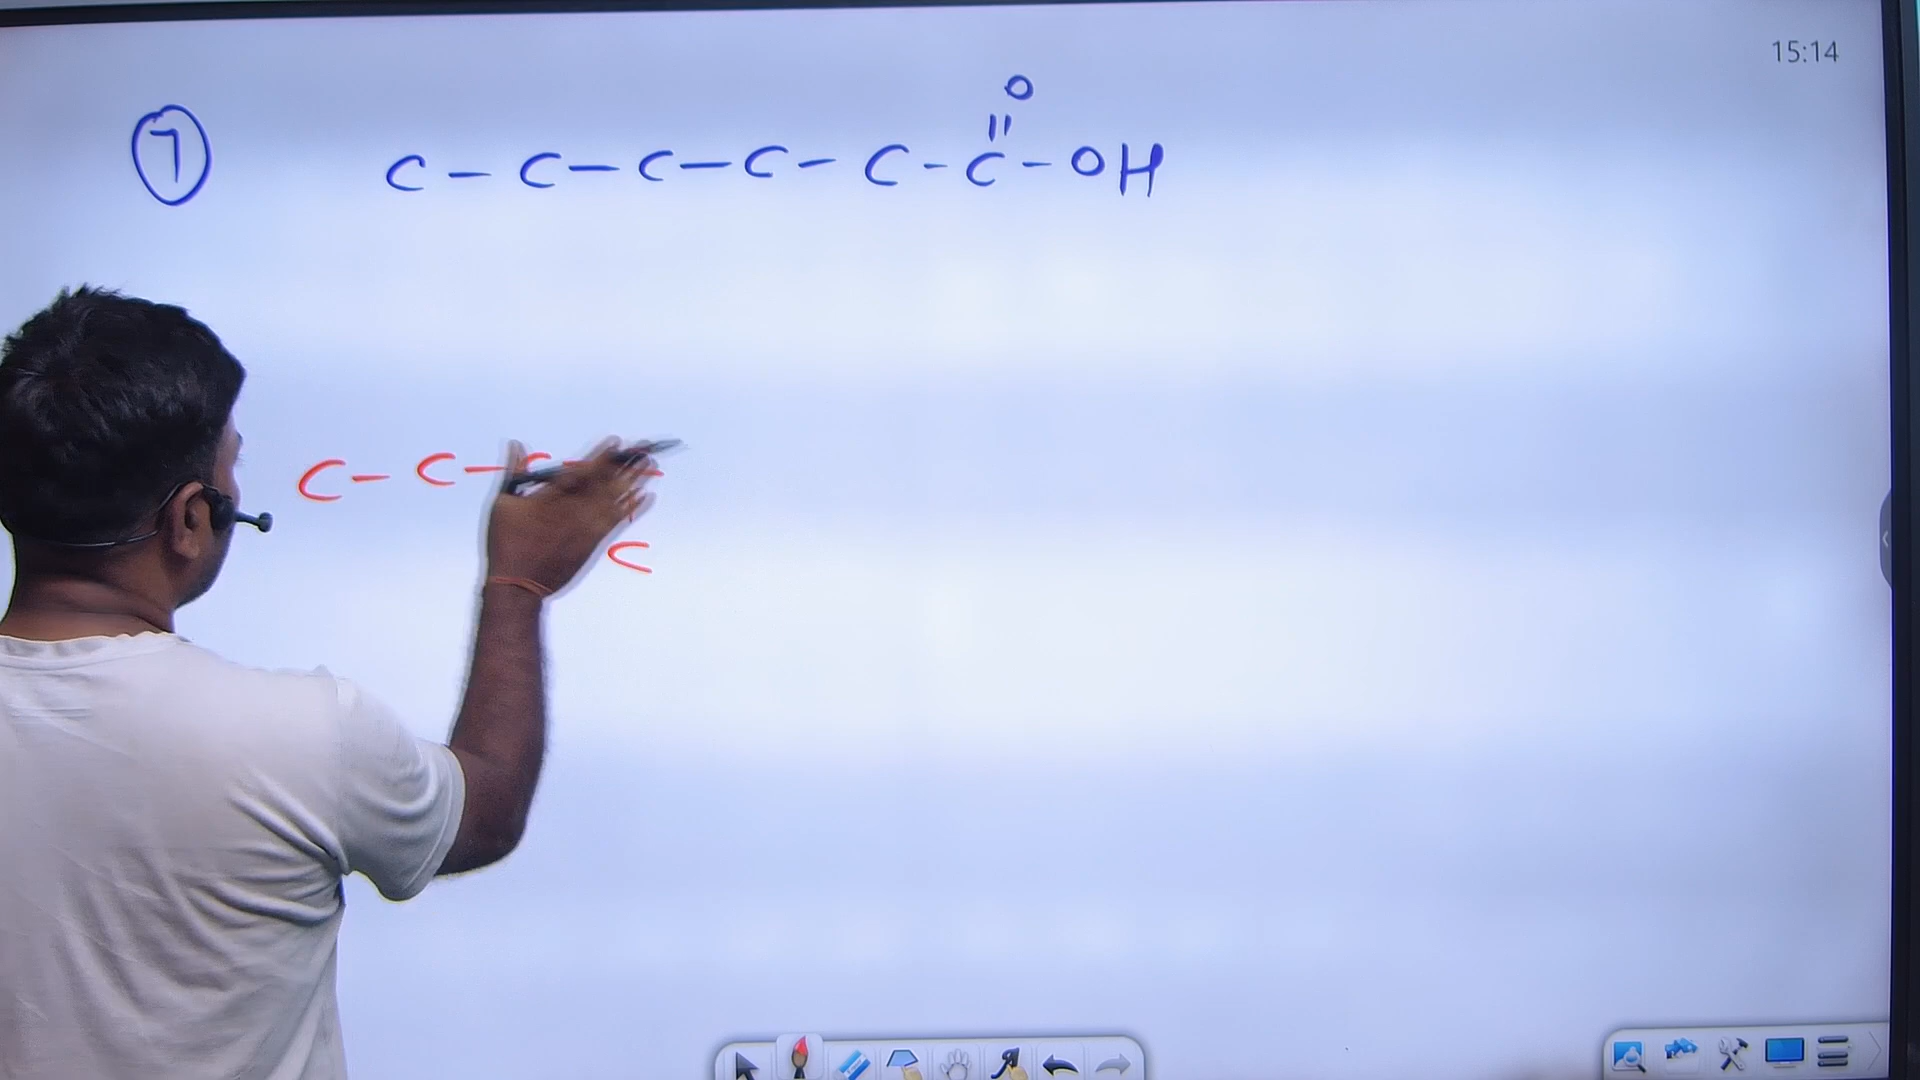 15:14
O
||
⑦ C - C - C - C - C - C - OH
C - C - C
C